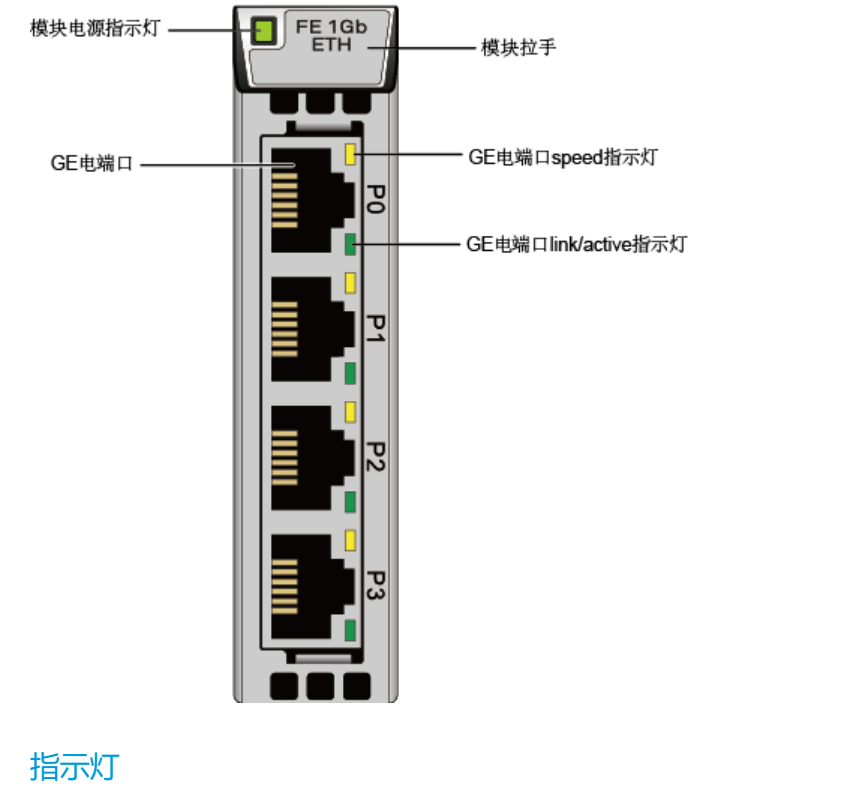 模块电源指示灯
FE 1Gb
ETH
模块拉手
GE电端口
GE电端口speed指示灯
P0
GE电端口link/active指示灯
P1
P2
P3
指示灯